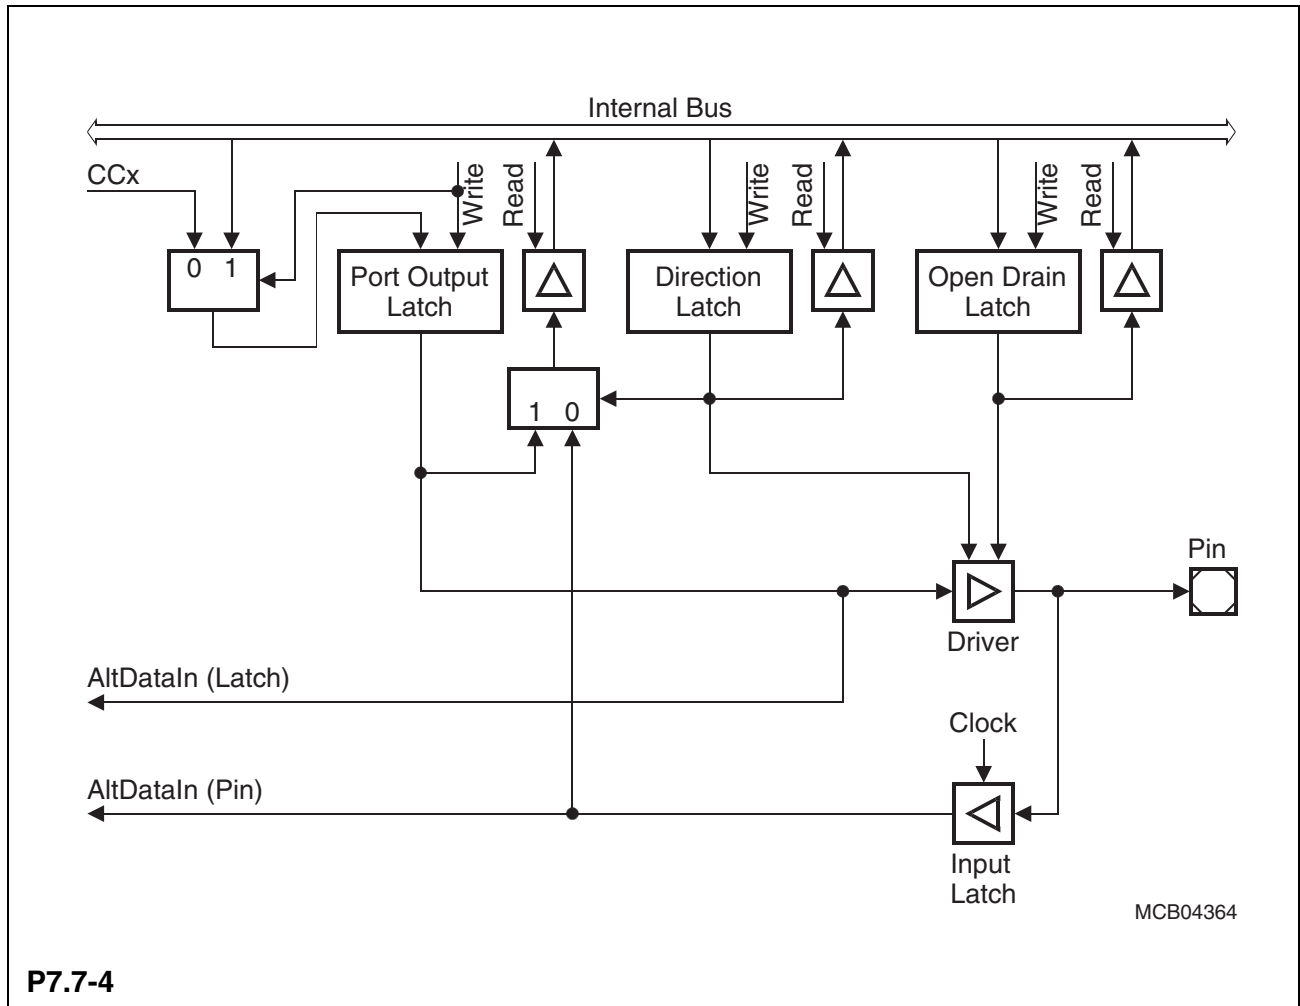 Internal Bus
CCx
Write
Read
Write
Read
Write
Read
0 1
Port Output
Latch
Direction
Latch
Open Drain
Latch
1 0
Pin
Driver
AltDataIn (Latch)
Clock
AltDataIn (Pin)
Input
Latch
MCB04364
P7.7-4